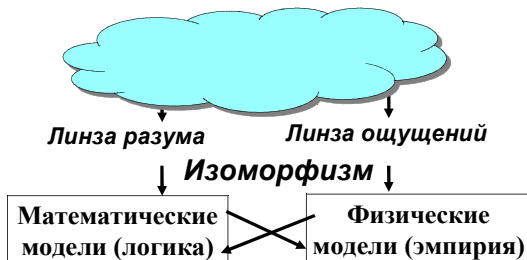 Линза разума
Линза ощущений
Изоморфизм
Математические
модели (логика)
Физические
модели (эмпирия)